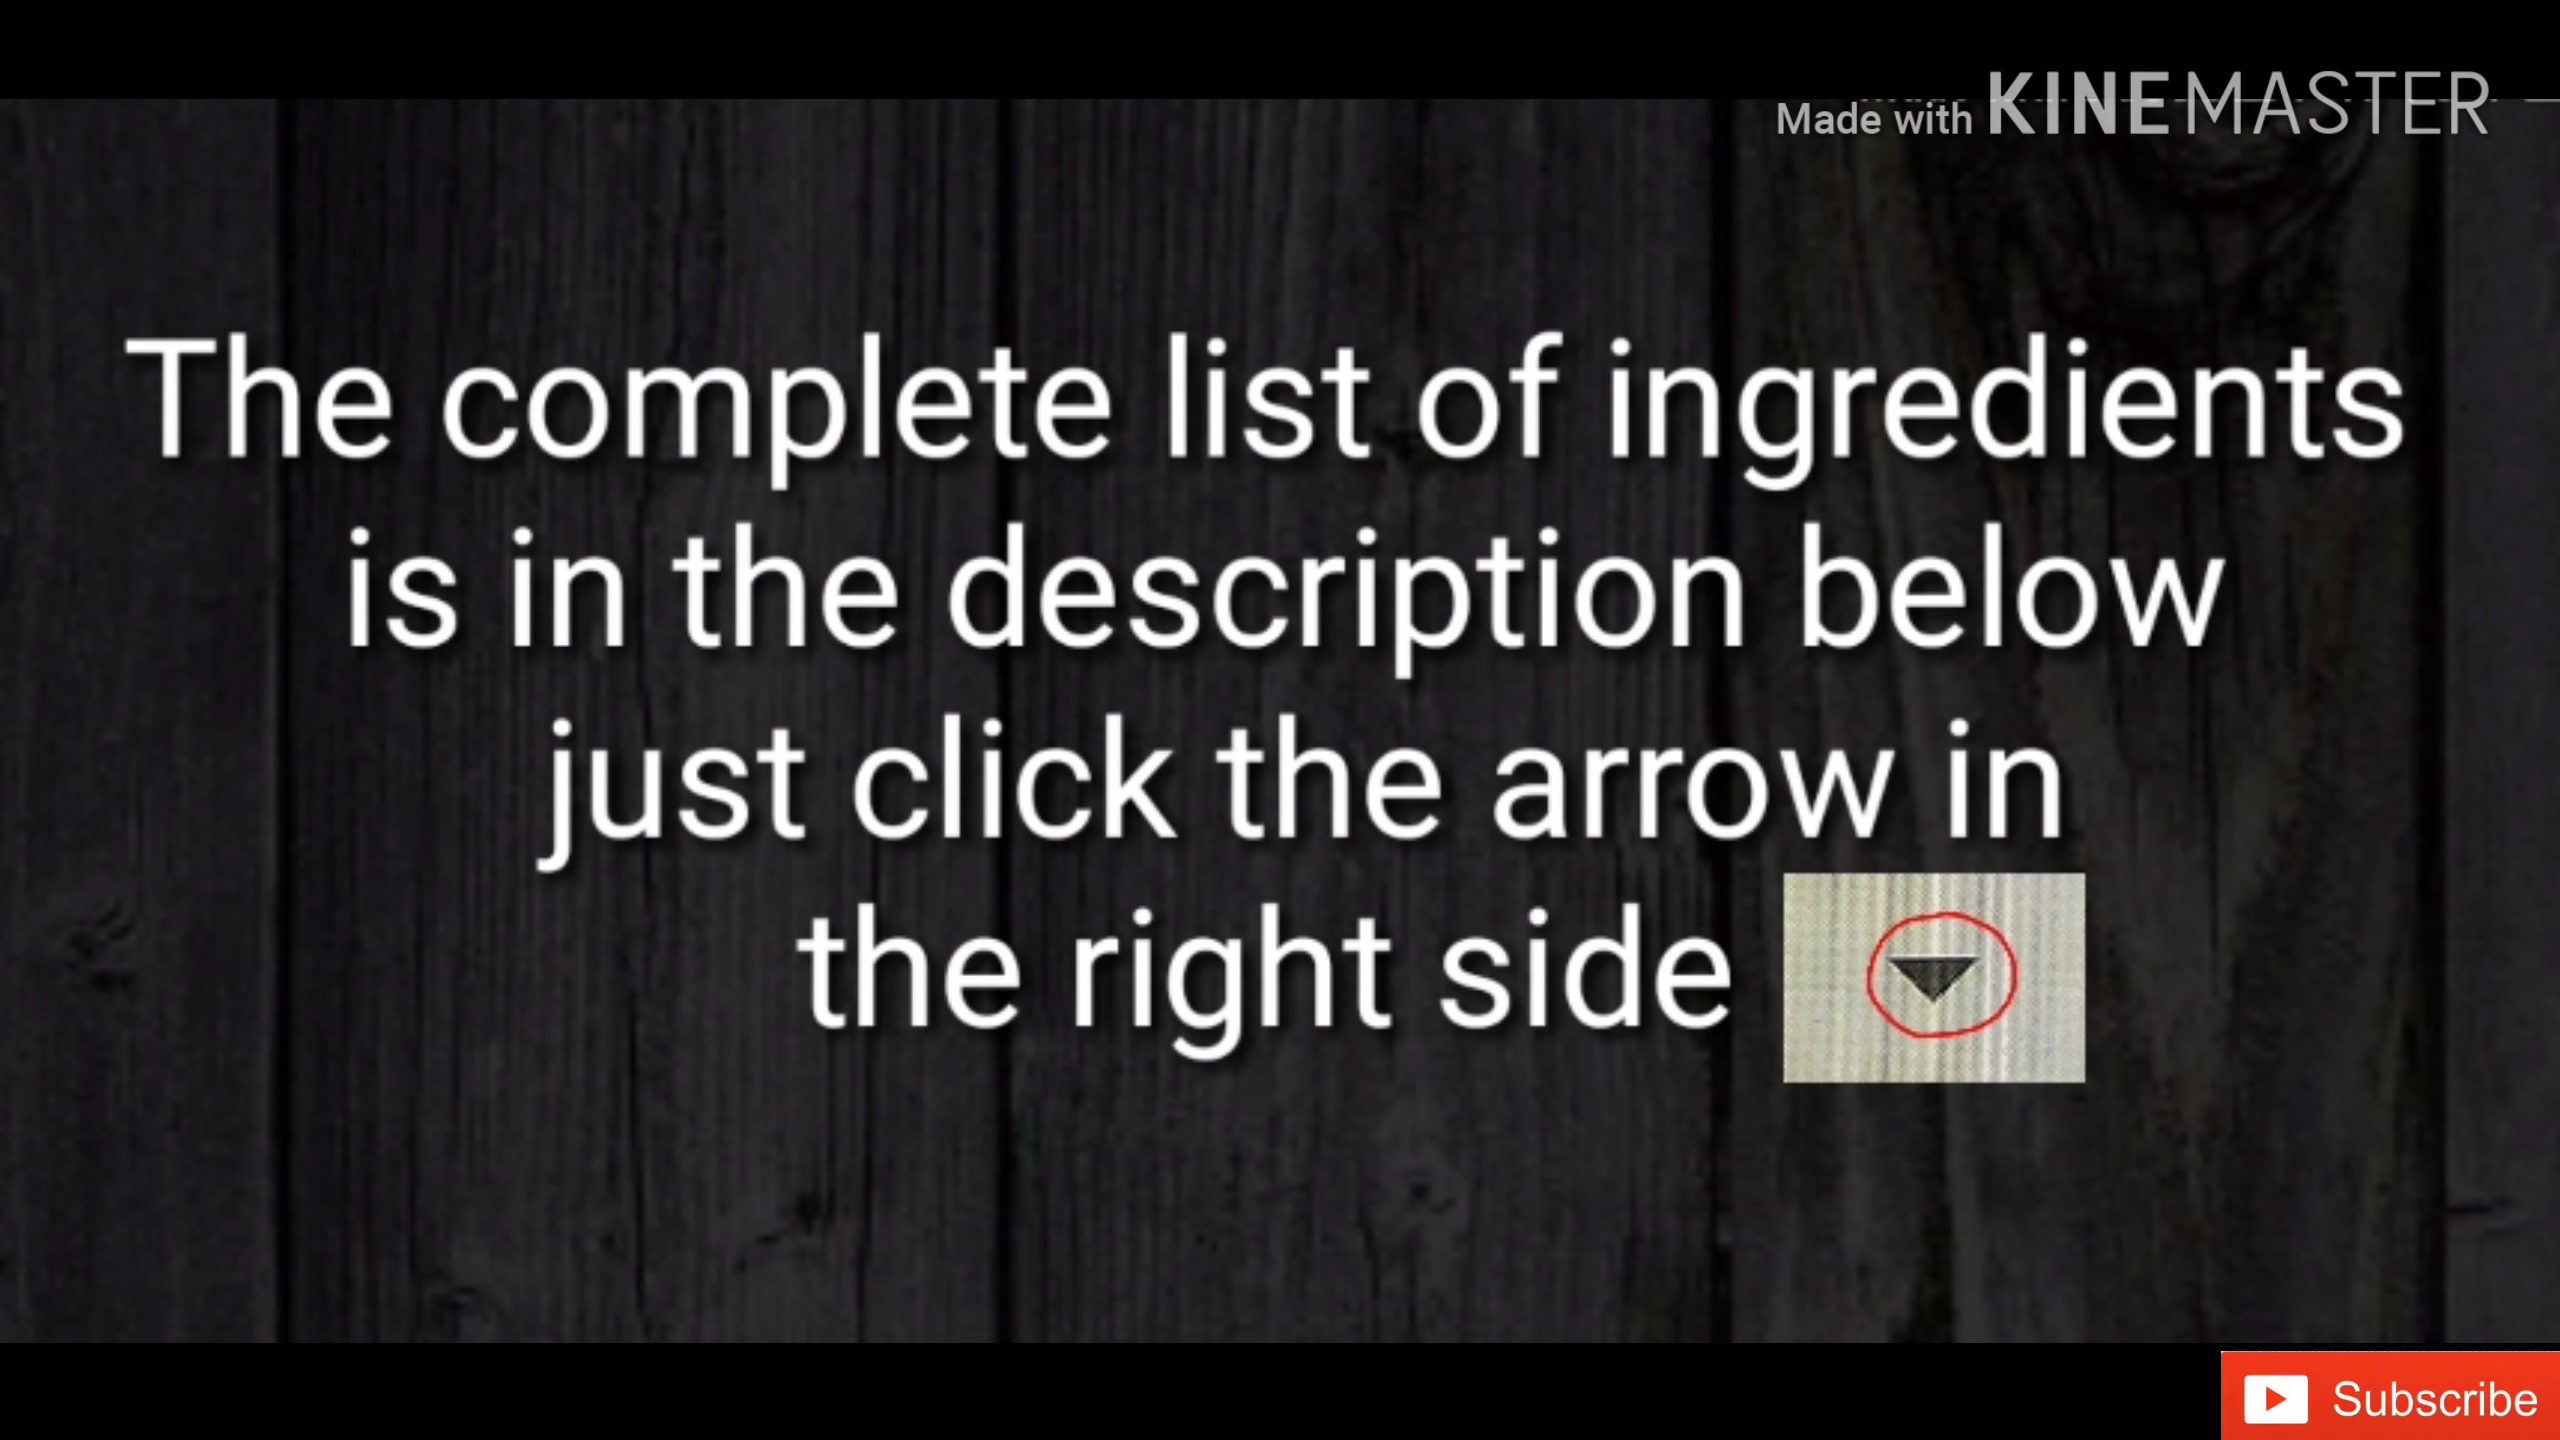 Made with KINEMASTER
The complete list of ingredients
is in the description below
just click the arrow in
the right side
Subscribe